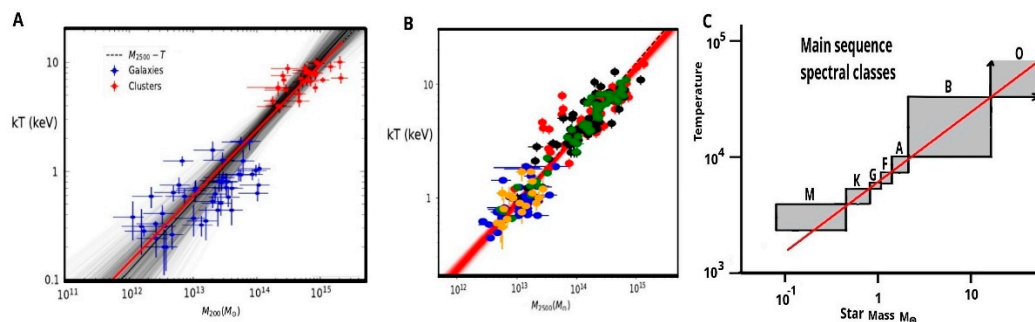 A
kT (keV)
10
1
0.1
M2500 − T
Galaxies
Clusters
10^11
10^12
10^13
10^14
10^15
M200(M⊙)
B
kT (keV)
10
1
10^12
10^13
10^14
10^15
M2500(M⊙)
C
Main sequence
spectral classes
Temperature
10^5
10^4
10^3
M
K
G
F
A
B
O
10^-1
1
10
Star Mass M⊙